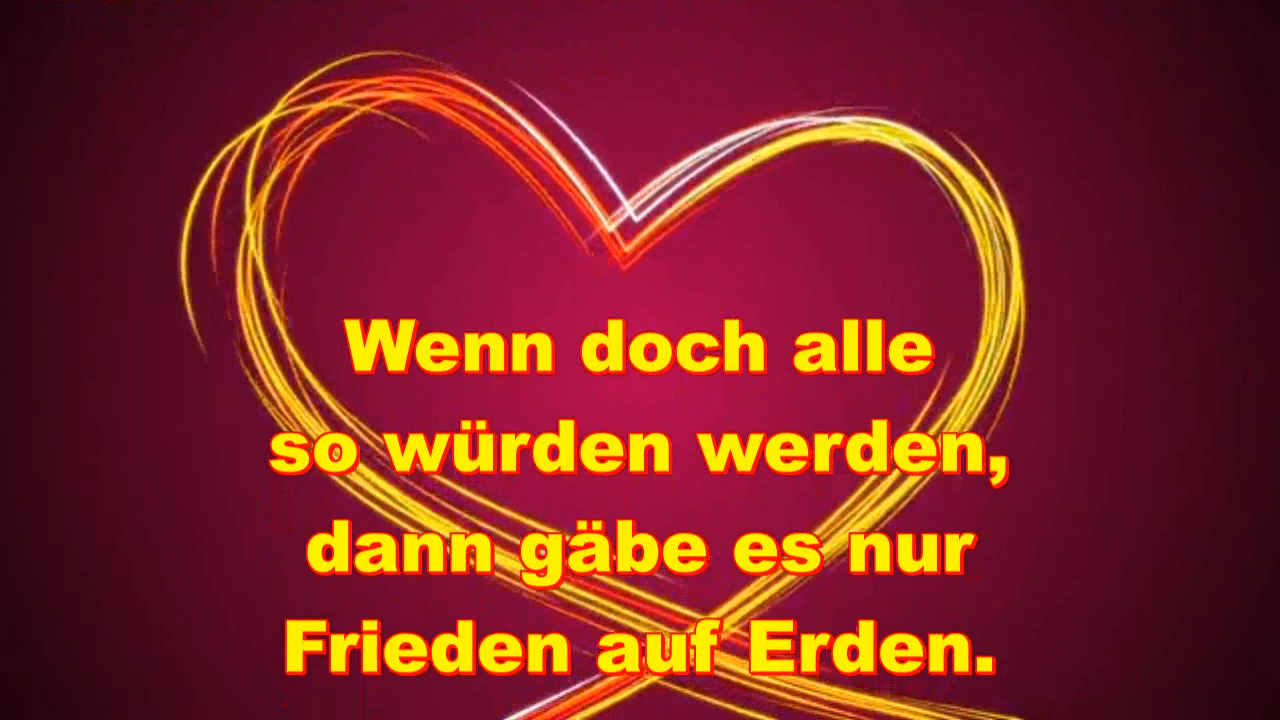 Wenn doch alle
so würden werden,
dann gäbe es nur
Frieden auf Erden.